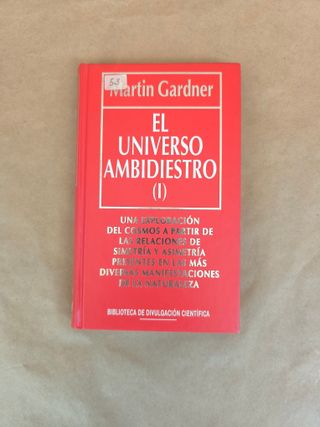 53
Martin Gardner
EL
UNIVERSO
AMBIDIESTRO
(I)
UNA EXPLORACIÓN
DEL COSMOS A PARTIR DE
LAS RELACIONES DE
SIMETRÍA Y ASIMETRÍA
PRESENTES EN LAS MÁS
DIVERSAS MANIFESTACIONES
DE LA NATURALEZA
BIBLIOTECA DE DIVULGACIÓN CIENTÍFICA